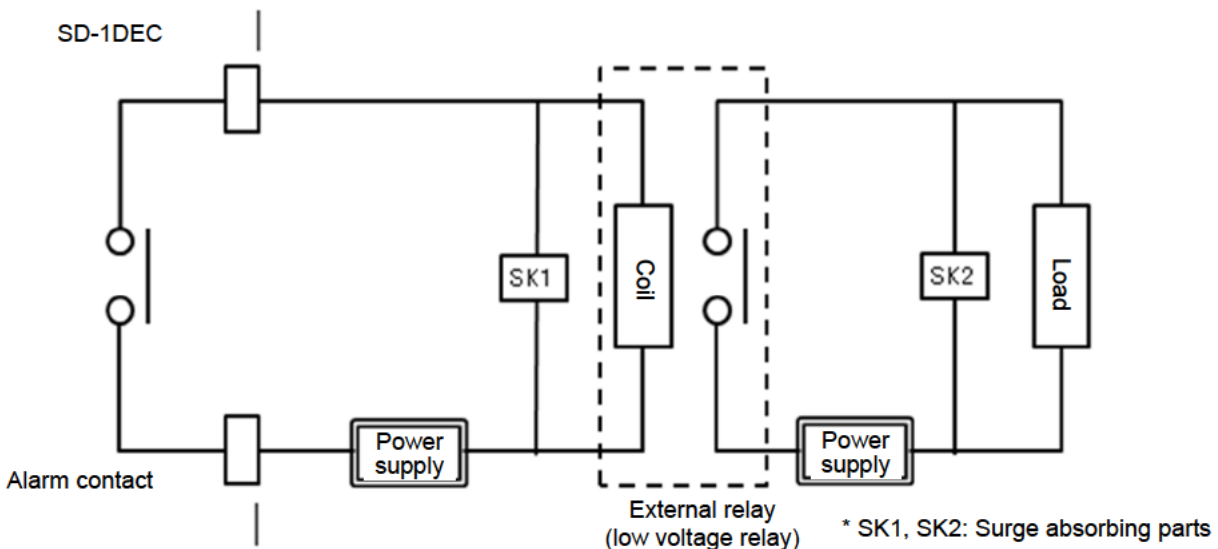 SD-1DEC
SK1
Coil
SK2
Load
Power
supply
Power
supply
Alarm contact
External relay
(low voltage relay)
* SK1, SK2: Surge absorbing parts